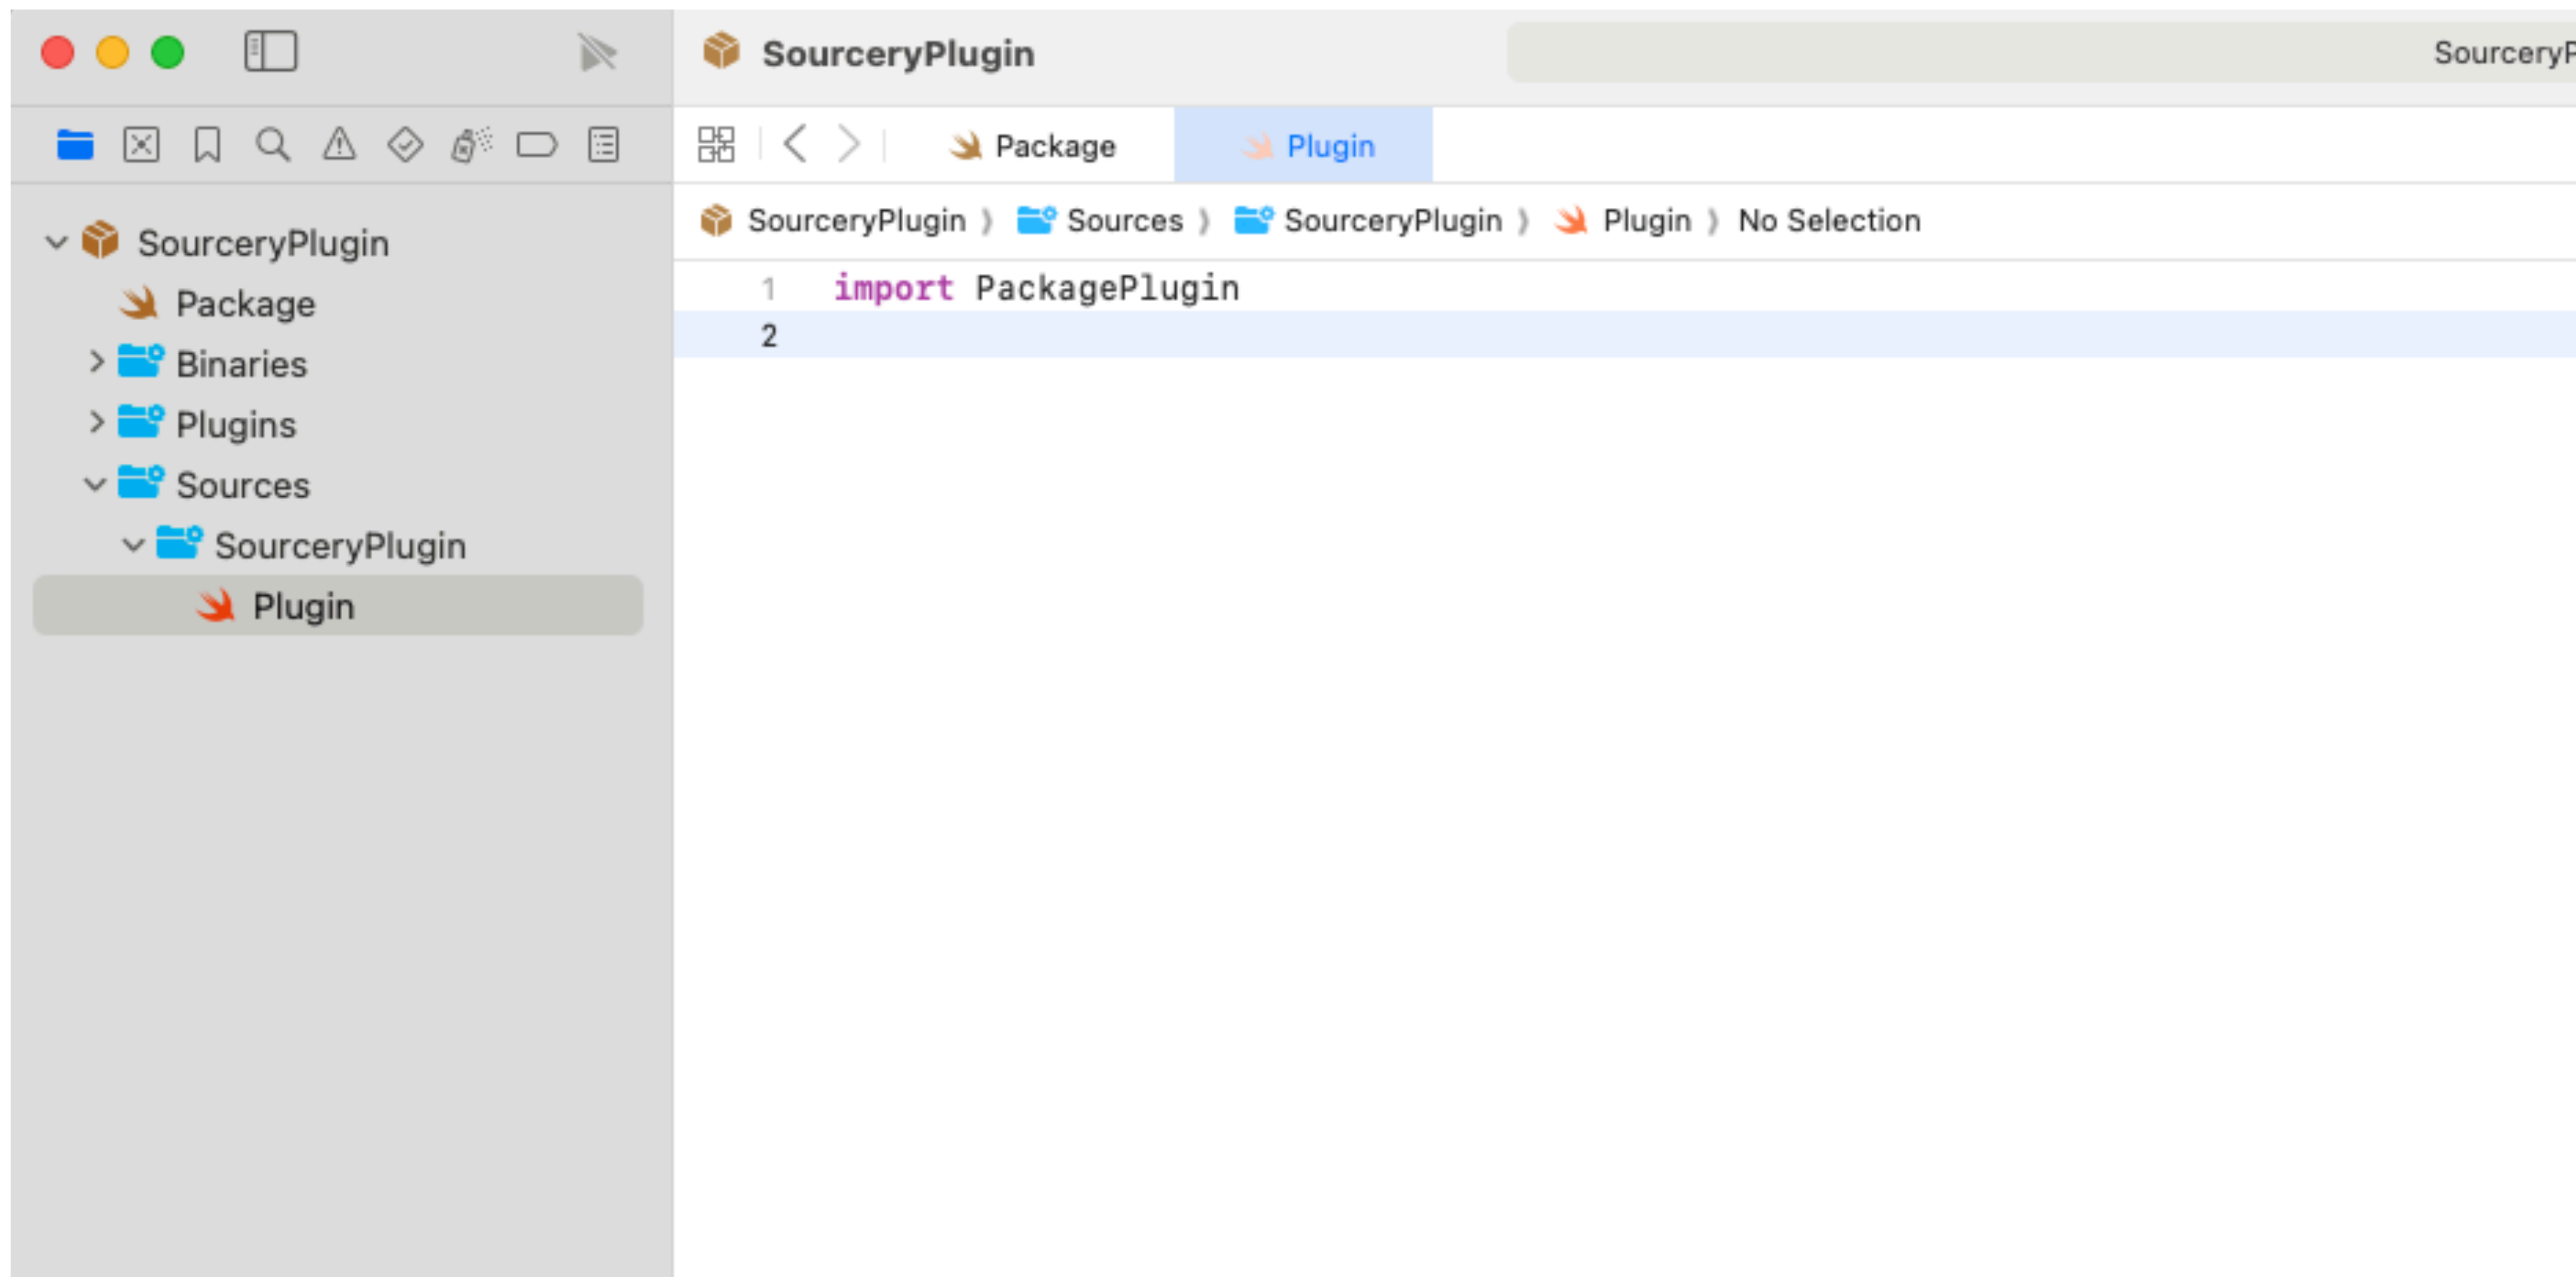 SourceryPlugin
SourceryP
Package Plugin
SourceryPlugin Sources SourceryPlugin Plugin No Selection
SourceryPlugin
Package
Binaries
Plugins
Sources
SourceryPlugin
Plugin
1 import PackagePlugin
2